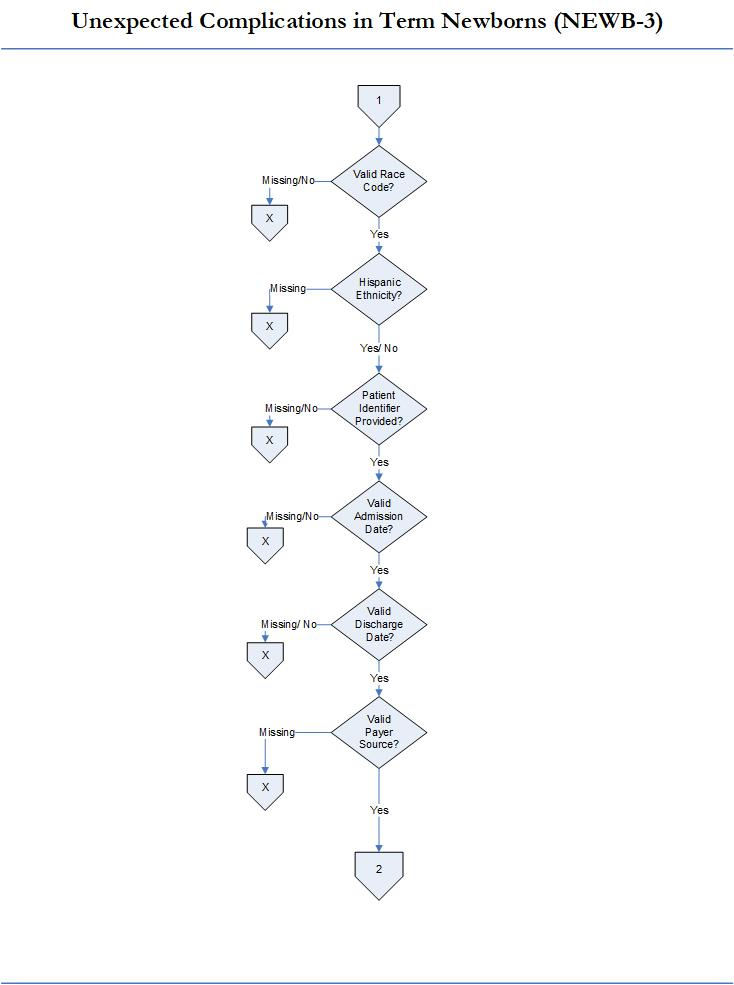 Unexpected Complications in Term Newborns (NEWB-3)
1
Valid Race
Code?
Missing/No
X
Yes
Hispanic
Ethnicity?
Missing
X
Yes/ No
Patient
Identifier
Provided?
Missing/No
X
Yes
Valid
Admission
Date?
Missing/No
X
Yes
Valid
Discharge
Date?
Missing/ No
X
Yes
Valid
Payer
Source?
Missing
X
Yes
2